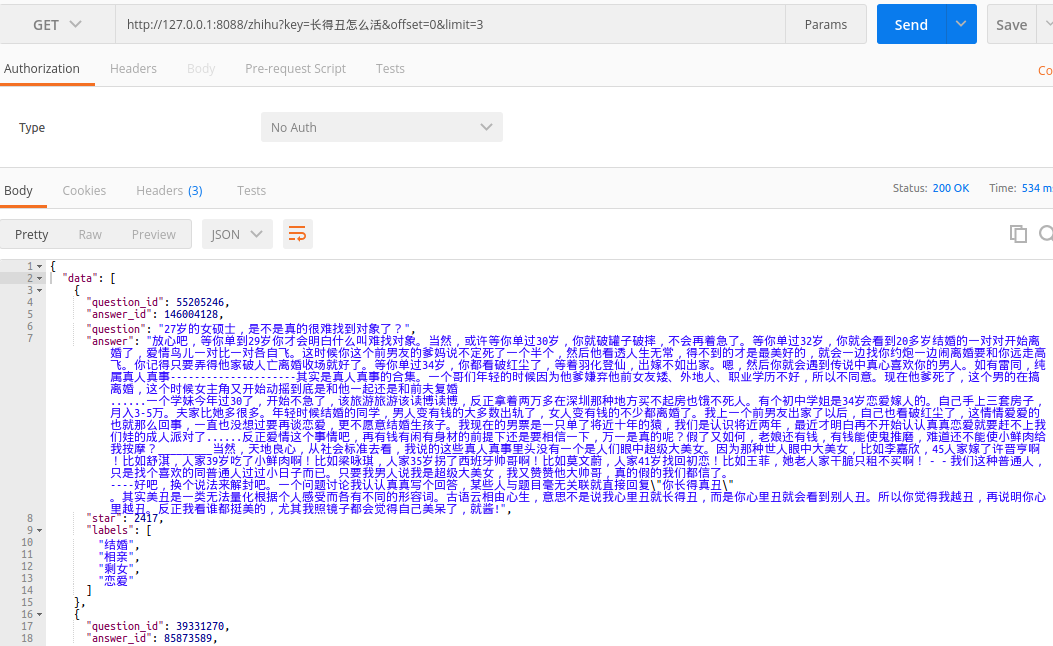 GET http://127.0.0.1:8088/zhihu?key=长得丑怎么活&offset=0&limit=3 Params Send Save
Authorization Headers Body Pre-request Script Tests Co
Type No Auth
Body Cookies Headers (3) Tests Status: 200 OK Time: 534 ms
Pretty Raw Preview JSON
1 {
2 "data": [
3 {
4 "question_id": 55205246,
5 "answer_id": 146004128,
6 "question": "27岁的女硕士，是不是真的很难找到对象了？",
7 "answer": "放心吧，等你单到29岁你才会明白什么叫难找对象。当然，或许等你单过30岁，你就破罐子破摔，不会再着急了。等你单过32岁，你就会看到20多岁结婚的一对对开始离
婚了，爱情鸟儿一对比一对各自飞。这时候你这个前男友的爹妈说不定死了一个半个，然后他看透人生无常，得不到的才是最美好的，就会一边找你约炮一边闹离婚要和你远走高
飞。你记得只要弄得他家破人亡离婚收场就好了。等你单过34岁，你都看破红尘了，等着羽化登仙，出嫁不如出家。嗯，然后你就会遇到传说中真心喜欢你的男人。如有雷同，纯
属真人真事--------------------其实是真人真事的合集。一个哥们年轻的时候因为他爹嫌弃他前女友矮、外地人、职业学历不好，所以不同意。现在他爹死了，这个男的在搞
离婚，这个时候女主角又开始动摇到底是和他一起还是和前夫复婚
......一个学妹今年过30了，开始不急了，该旅游旅游该读博读博，反正拿着两万多在深圳那种地方买不起房也饿不死人。有个初中学姐是34岁恋爱嫁人的。自己手上三套房子，
月入3-5万。夫家比她多很多。年轻时候结婚的同学，男人变有钱的大多数出轨了，女人变有钱的不少都离婚了。我上一个前男友出家了以后，自己也看破红尘了，这情情爱爱的
也就那么回事，一直也没想过要再谈恋爱，更不愿意结婚生孩子。我现在的男票是一只单了将近十年的猿，我们是认识将近两年，最近才明白再不开始认认真真恋爱就要赶不上我
们娃的成人派对了......反正爱情这个事情吧，再有钱有闲有身材的前提下还是要相信一下，万一是真的呢？假了又如何，老娘还有钱，有钱能使鬼推磨，难道还不能使小鲜肉给
我按摩？________当然，天地良心，从社会标准去看，我说的这些真人真事里头没有一个是人们眼中超级大美女。因为那种世人眼中大美女，比如李嘉欣，45人家嫁了许晋亨啊
！比如舒淇，人家39岁吃了小鲜肉啊！比如梁咏琪，人家35岁拐了西班牙帅哥啊！比如莫文蔚，人家41岁找回初恋！比如王菲，她老人家干脆只租不买啊！--我们这种普通人，
只是找个喜欢的同普通人过过小日子而已。只要我男人说我是超级大美女，我又赞赞他大帅哥，真的假的我们都信了。
----好吧，换个说法来解封吧。一个问题讨论我认认真真写个回答，某些人与题目毫无关联就直接回复\"你长得真丑\"
。其实美丑是一类无法量化根据个人感受而各有不同的形容词。古语云相由心生，意思不是说我心里丑就长得丑，而是你心里丑就会看到别人丑。所以你觉得我越丑，再说明你心
里越丑。反正我看谁都挺美的，尤其我照镜子都会觉得自己美呆了，就酱!",
8 "star": 2417,
9 "labels": [
10 "结婚",
11 "相亲",
12 "剩女",
13 "恋爱"
14 ]
15 },
16 {
17 "question_id": 39331270,
18 "answer_id": 85873589,